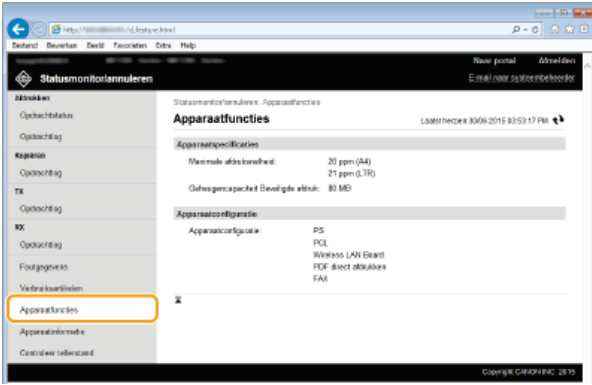 _feature.html
Bestand Bewerken Beeld Favorieten Extra Help
Naar portal Afmelden
Statusmonitor/annuleren
E-mail naar systeembeheerder
Afdrukken
Opdrachtstatus
Opdrachtlog
Kopiëren
Opdrachtlog
TX
Opdrachtlog
RX
Opdrachtlog
Foutgegevens
Verbruiksartikelen
Apparaatfuncties
Apparaatinformatie
Controleer tellerstand
Statusmonitor/annuleren: Apparaatfuncties
Apparaatfuncties
Laatst herzien: 30/06 2015 03:53:17 PM
Apparaatspecificaties
Maximale afdruksnelheid: 20 ppm (A4)
21 ppm (LTR)
Geheugencapaciteit Beveiligde afdruk: 80 MB
Apparaatconfiguratie
Apparaatconfiguratie: PS
PCL
Wireless LAN Board
PDF direct afdrukken
FAX
Copyright CANON INC. 2015